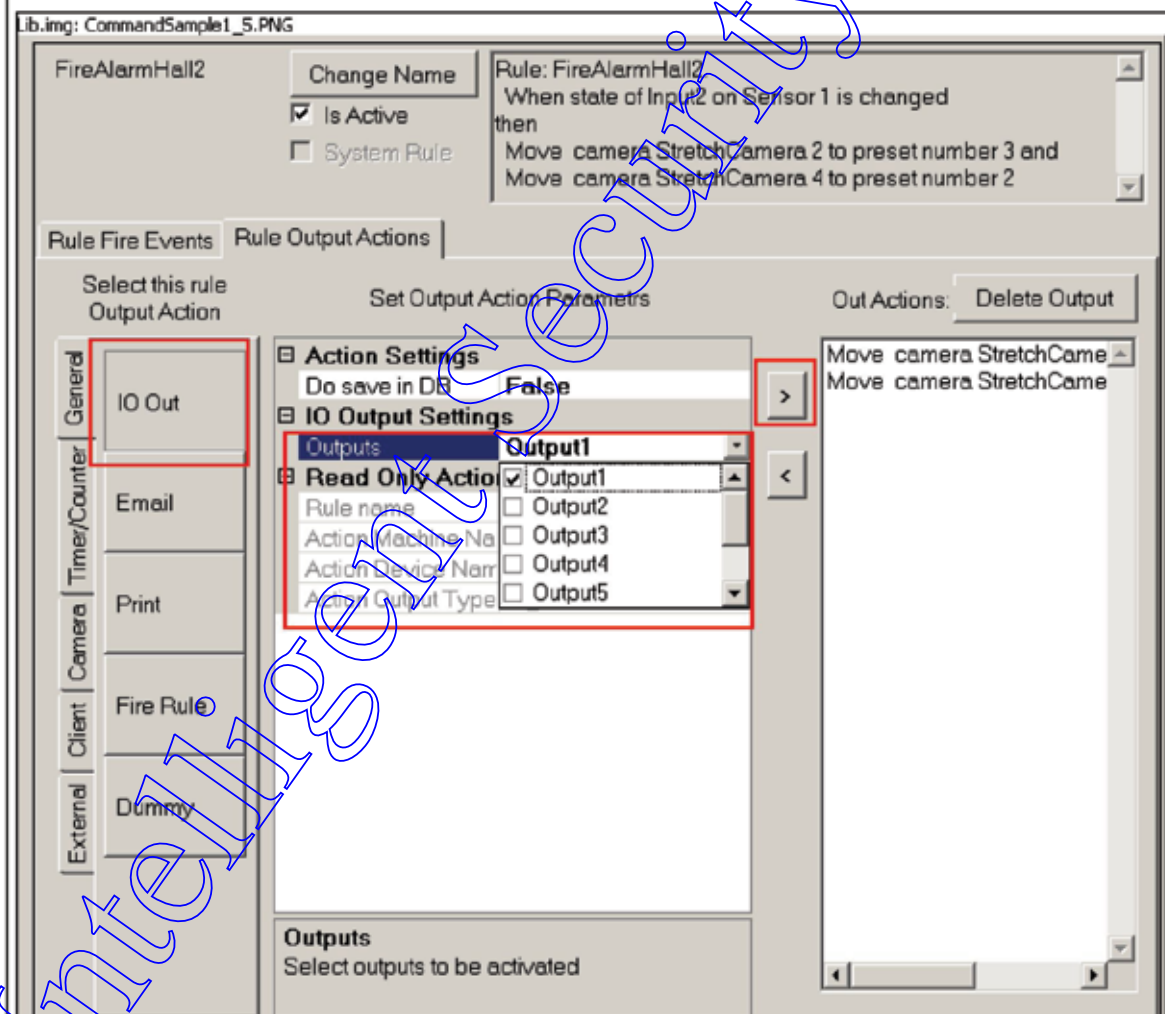 Lib.img: CommandSample1_5.PNG
FireAlarmHall2
Change Name
Is Active
System Rule
Rule: FireAlarmHall2
When state of Input2 on Sensor 1 is changed
then
Move camera StretchCamera 2 to preset number 3 and
Move camera StretchCamera 4 to preset number 2
Rule Fire Events
Rule Output Actions
Select this rule
Output Action
Set Output Action Parametrs
Out Actions:
Delete Output
General
Timer/Counter
Camera
Client
External
IO Out
Email
Print
Fire Rule
Dummy
Action Settings
Do save in DB False
IO Output Settings
Outputs Output1
Read Only Actio
Rule name
Action Machine Na
Action Device Nam
Action Output Type
Output1
Output2
Output3
Output4
Output5
>
<
Move camera StretchCame
Move camera StretchCame
Outputs
Select outputs to be activated
Intelligent Security